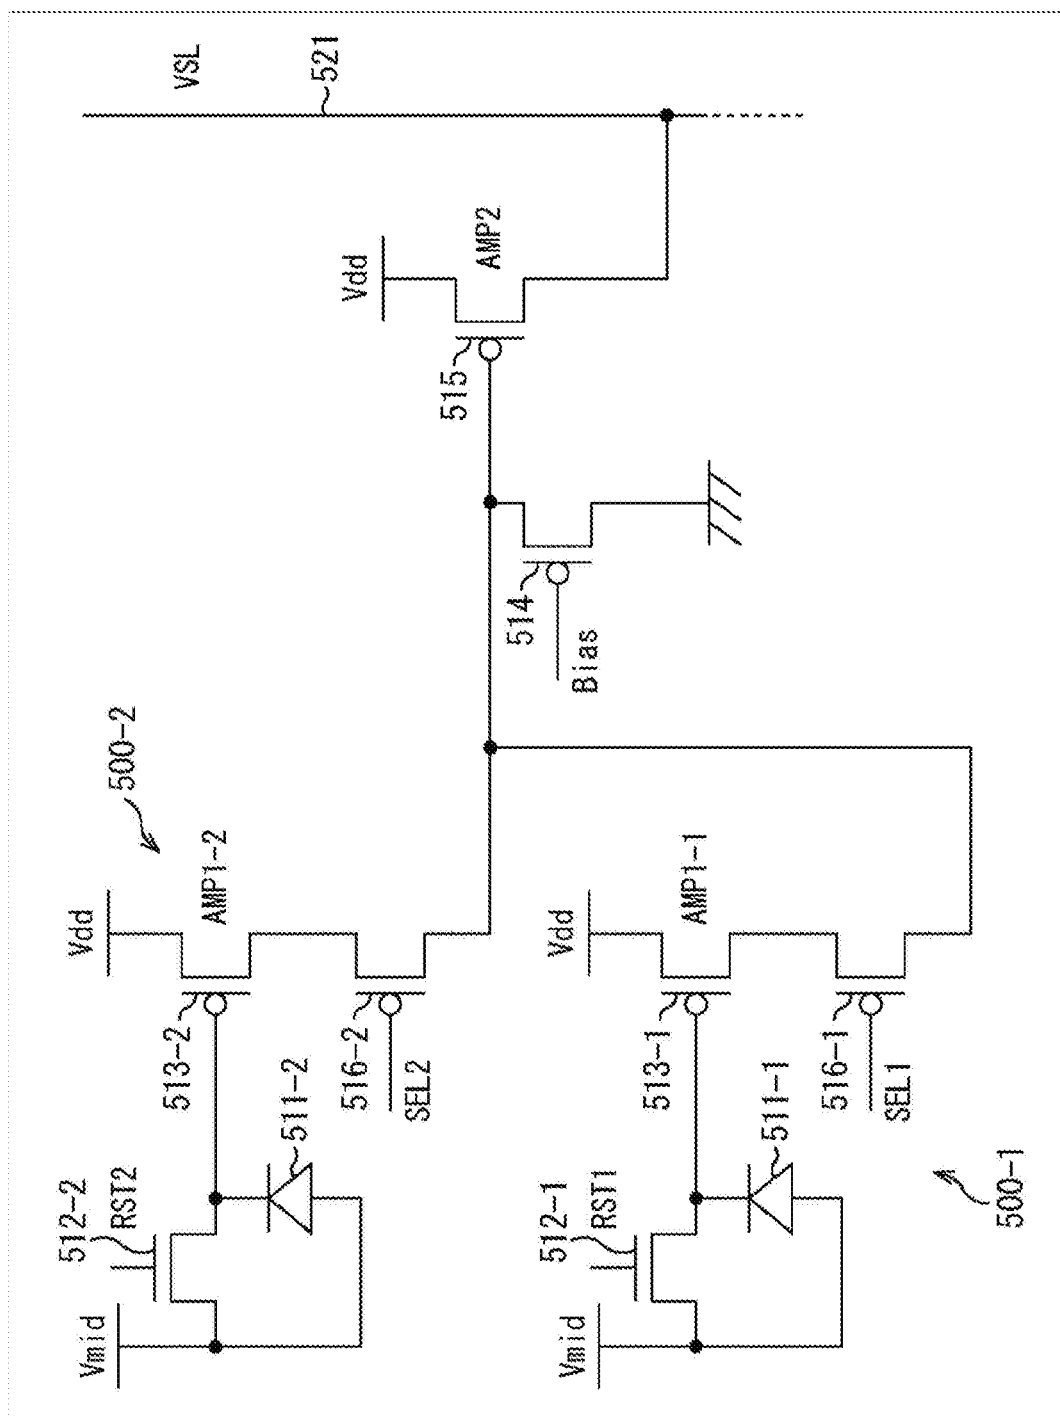 VSL
521
Vdd
AMP2
515
514
Bias
500-2
Vdd
AMP1-2
513-2
516-2
SEL2
511-2
512-2
RST2
Vmid
Vdd
AMP1-1
513-1
516-1
SEL1
511-1
512-1
RST1
Vmid
500-1